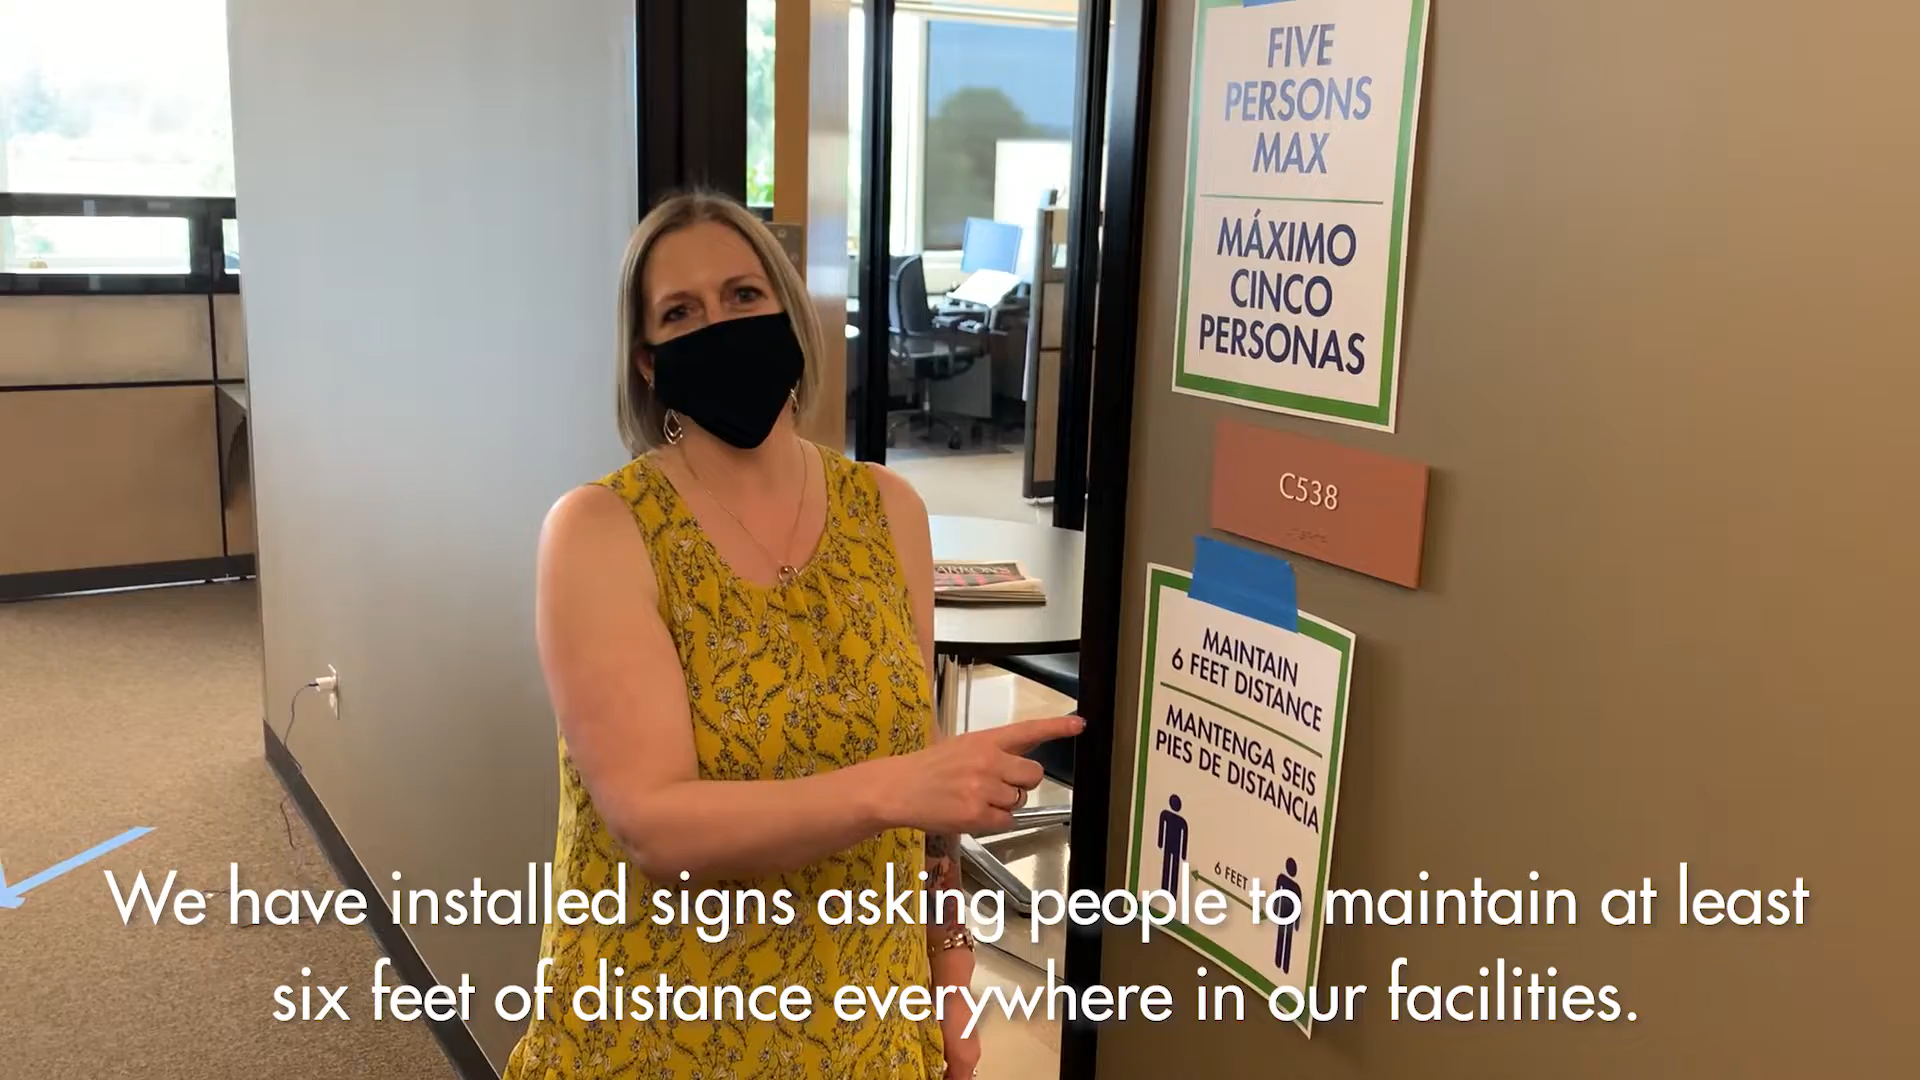 FIVE
PERSONS
MAX
MÁXIMO
CINCO
PERSONAS
C538
MAINTAIN
6 FEET DISTANCE
MANTENGA SEIS
PIES DE DISTANCIA
6 FEET
We have installed signs asking people to maintain at least
six feet of distance everywhere in our facilities.